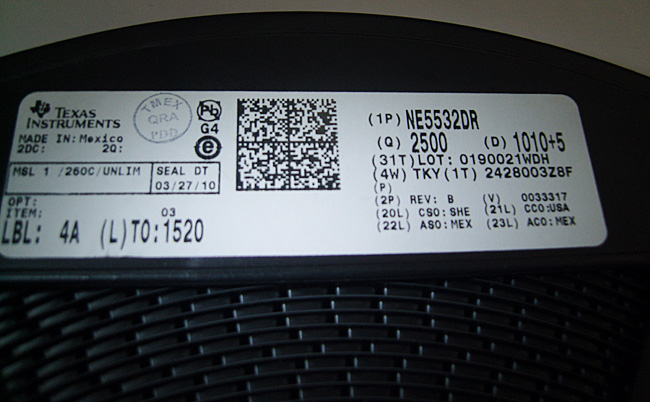 TEXAS
INSTRUMENTS
MADE IN: Mexico
2DC: 2Q:
MSL 1 /260C/UNLIM
SEAL DT
03/27/10
OPT:
ITEM: 03
LBL: 4A (L)TO:1520
TMEX
QRA
PDD
Pb
G4
e
(1P) NE5532DR
(Q) 2500 (D) 1010+5
(31T) LOT: 0190021WDH
(4W) TKY(1T) 2428003Z8F
(P)
(2P) REV: B (V) 0033317
(20L) CSO:SHE (21L) CCO:USA
(22L) ASO:MEX (23L) ACO:MEX